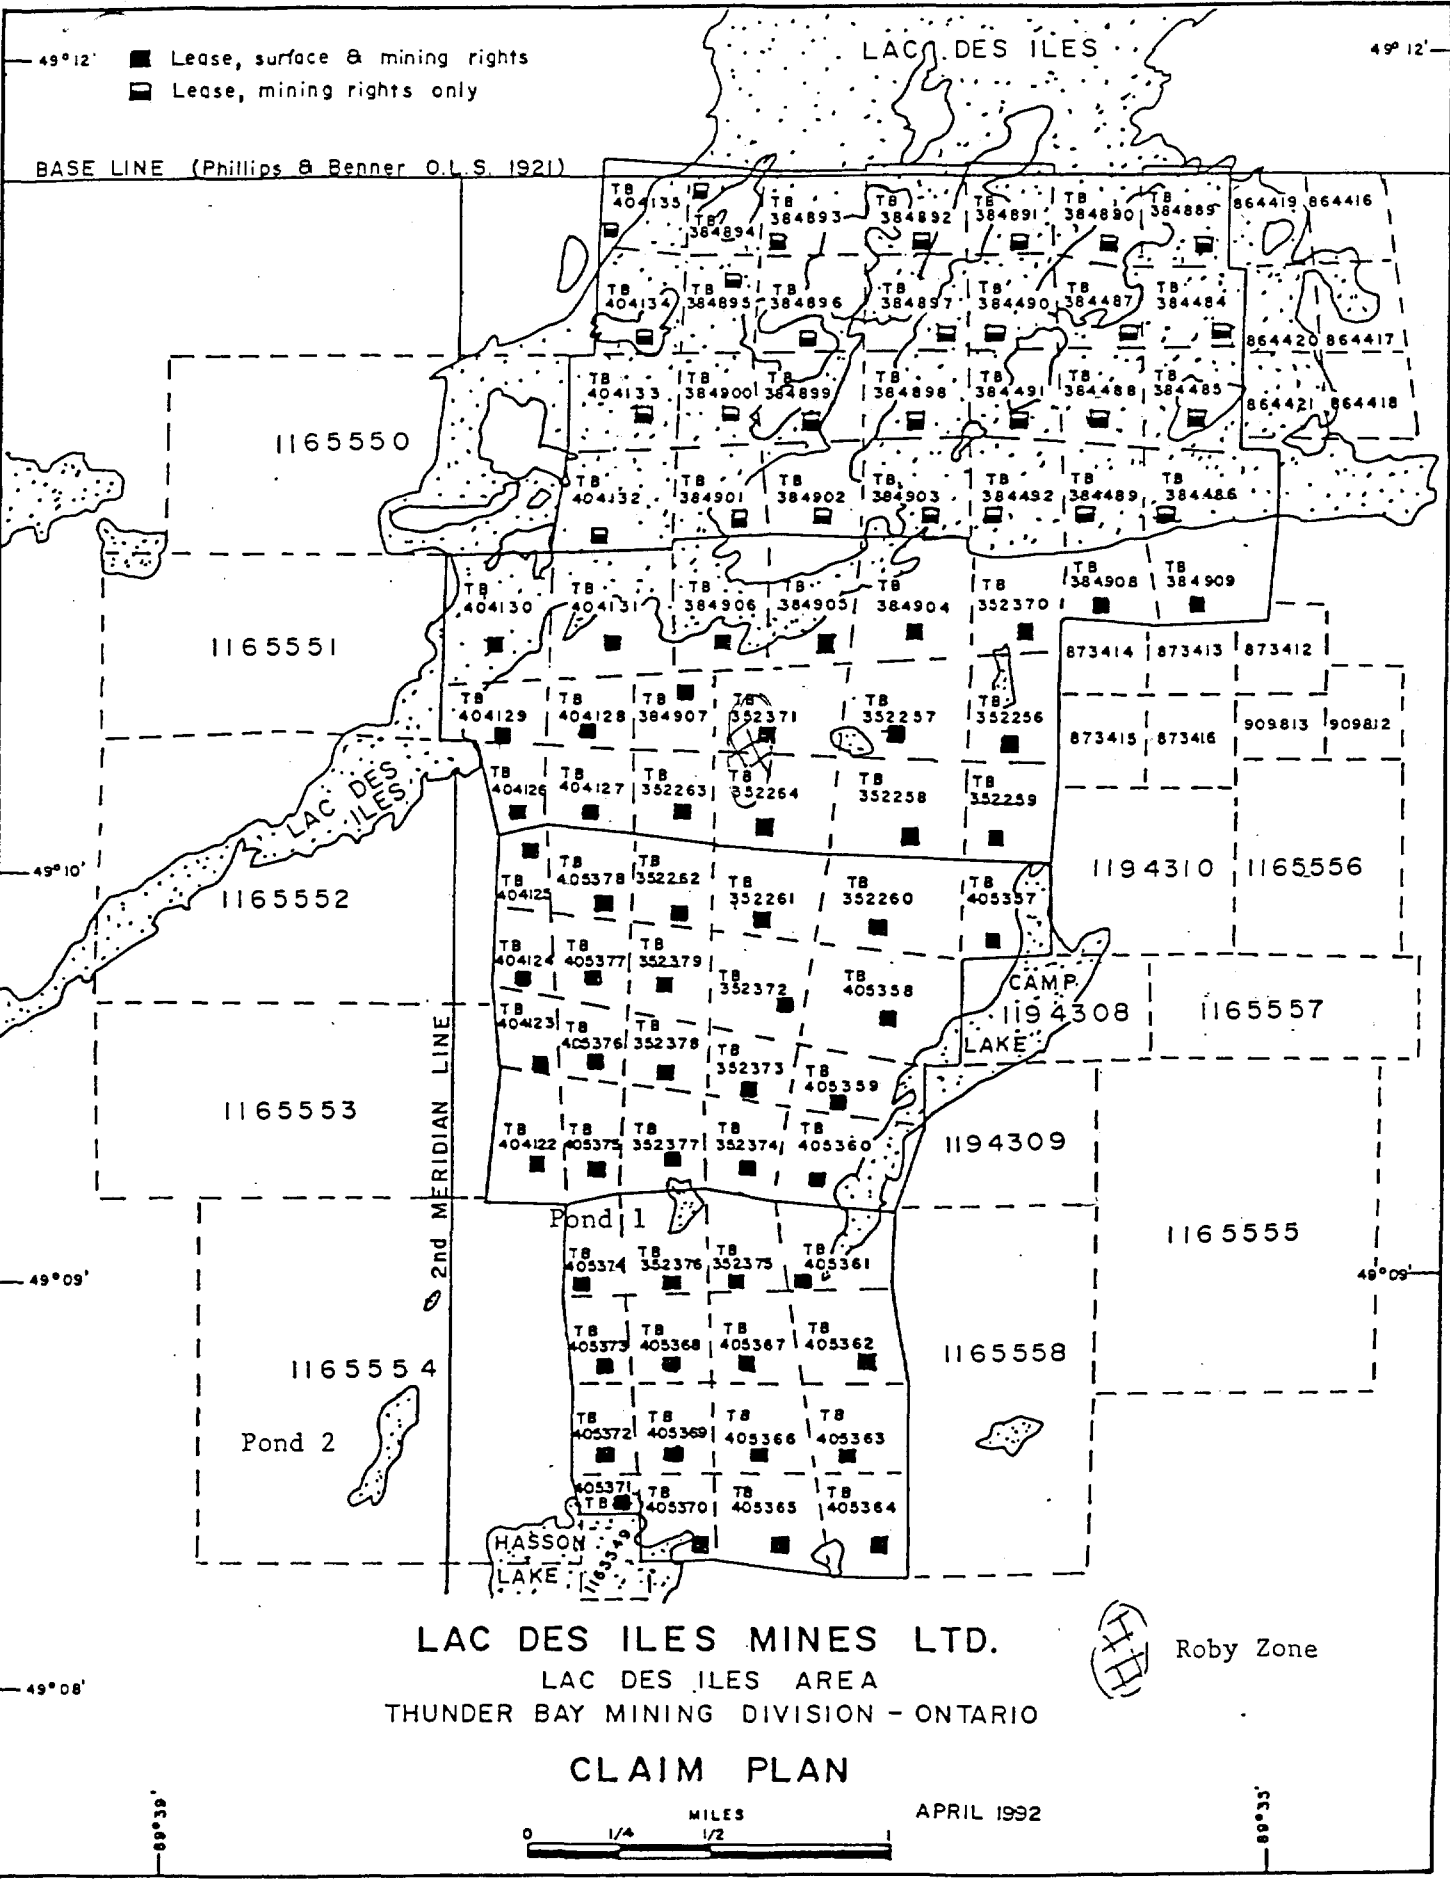 LAC DES ILES
49° 12'
49° 12'
Lease, surface & mining rights
Lease, mining rights only
BASE LINE (Phillips & Benner O.L.S. 1921)
TB 404135
TB 384894
TB 384893
TB 384892
TB 384891
TB 384890
TB 384889
864419
864416
TB 404134
TB 384895
TB 384896
TB 384897
TB 384490
TB 384487
TB 384484
864420
864417
TB 404133
TB 384900
TB 384899
TB 384898
TB 384491
TB 384488
TB 384485
864421
864418
1165550
TB 404132
TB 384901
TB 384902
TB 384903
TB 384492
TB 384489
TB 384486
TB 404130
TB 404131
TB 384906
TB 384905
TB 384904
TB 352370
TB 384908
TB 384909
1165551
873414
873413
873412
TB 404129
TB 404128
TB 384907
TB 352371
TB 352257
TB 352256
873415
873416
909813
909812
LAC DES
ILES
TB 404126
TB 404127
TB 352263
TB 352264
TB 352258
TB 352259
49° 10'
1165552
TB 404125
TB 405378
TB 352262
TB 352261
TB 352260
TB 405357
1194310
1165556
TB 404124
TB 405377
TB 352379
TB 352372
TB 405358
CAMP
1194308
LAKE
1165557
TB 404123
TB 405376
TB 352378
TB 352373
TB 405359
1165553
2nd MERIDIAN LINE
TB 404122
TB 405375
TB 352377
TB 352374
TB 405360
1194309
Pond 1
1165555
TB 405374
TB 352376
TB 352375
TB 405361
49° 09'
49° 09'
TB 405373
TB 405368
TB 405367
TB 405362
1165558
1165554
Pond 2
TB 405372
TB 405369
TB 405366
TB 405363
405371 TB
TB 405370
TB 405365
TB 405364
HASSON
LAKE
1163349
LAC DES ILES MINES LTD.
Roby Zone
LAC DES ILES AREA
49° 08'
THUNDER BAY MINING DIVISION - ONTARIO
CLAIM PLAN
MILES
APRIL 1992
0 1/4 1/2 1
89° 39'
89° 35'